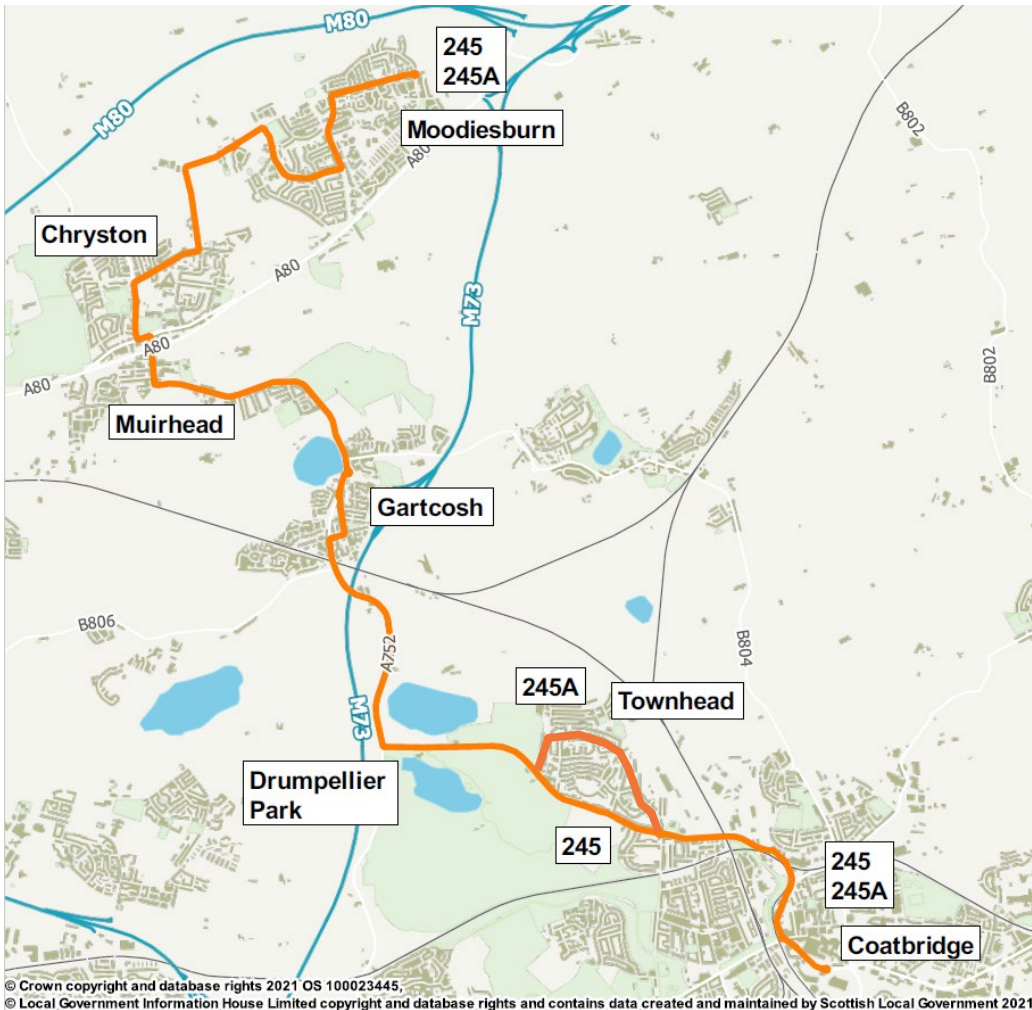 M80
245
245A
M80
Moodiesburn
A80
B802
Chryston
A80
M73
A80
A80
B802
Muirhead
Gartcosh
B806
A752
B804
245A
Townhead
M73
Drumpellier
Park
245
245
245A
Coatbridge
© Crown copyright and database rights 2021 OS 100023445,
© Local Government Information House Limited copyright and database rights and contains data created and maintained by Scottish Local Government 2021